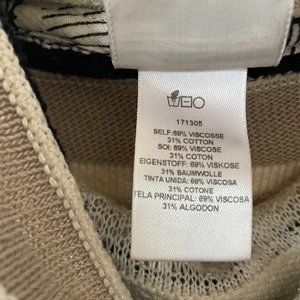 171305
SELF:69% VISCOSSE
31% COTTON
SOI: 69% VISCOSE
31% COTON
EIGENSTOFF: 69% VISKOSE
31% BAUMWOLLE
TINTA UNIDA: 69% VISCOSA
31% COTONE
TELA PRINCIPAL: 69% VISCOSA
31% ALGODON